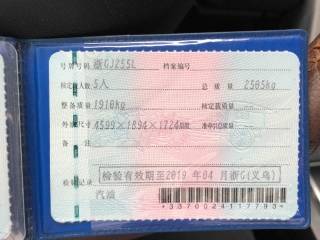 号牌号码 浙GJ255L 档案编号
核定载人数 5人 总质量 2505kg
整备质量 1910kg 核定载质量
外廓尺寸 4599×1894×1724mm 准牵引总质量
备注
检验有效期至2019年04月浙G(义乌)
检验记录
汽油
*3370024117793*